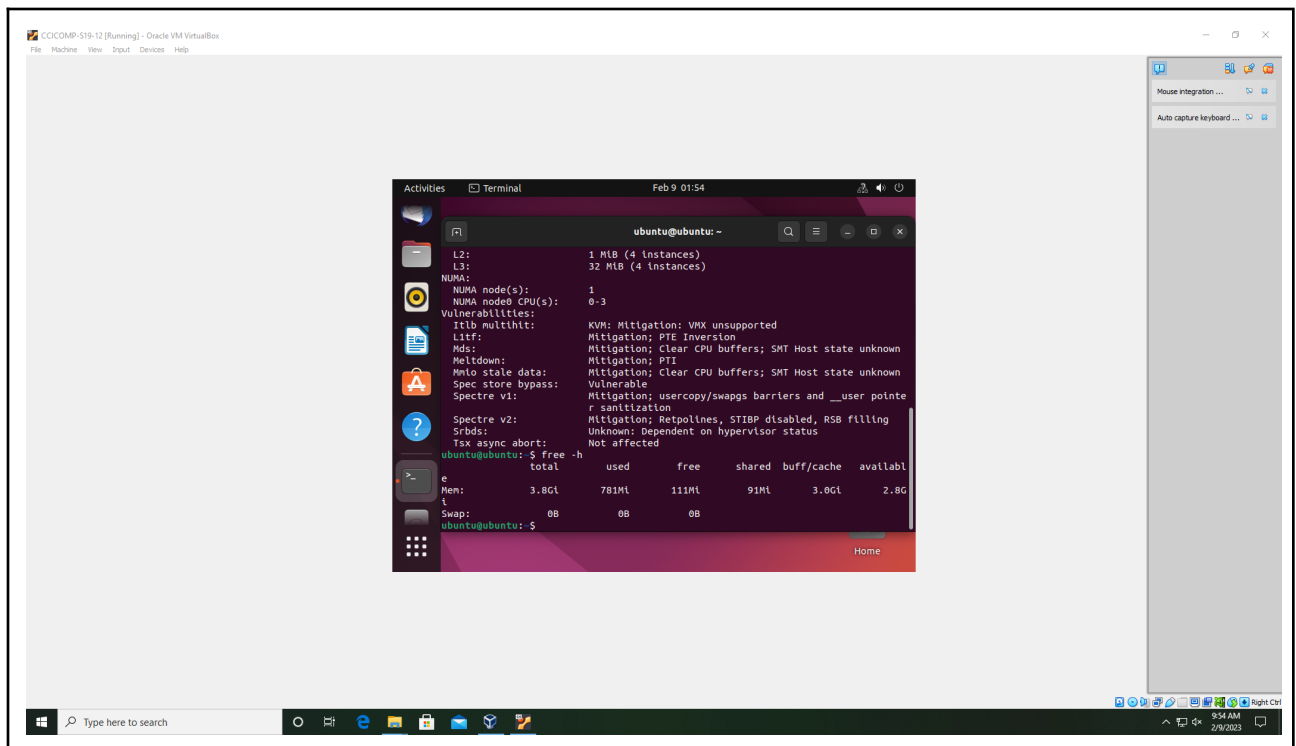 CCICOMP-S19-12 [Running] - Oracle VM VirtualBox
File Machine View Input Devices Help
Mouse integration ...
Auto capture keyboard ...
Activities Terminal Feb 9 01:54
ubuntu@ubuntu: ~
L2: 1 MiB (4 instances)
L3: 32 MiB (4 instances)
NUMA:
NUMA node(s): 1
NUMA node0 CPU(s): 0-3
Vulnerabilities:
Itlb multihit: KVM: Mitigation: VMX unsupported
L1tf: Mitigation; PTE Inversion
Mds: Mitigation; Clear CPU buffers; SMT Host state unknown
Meltdown: Mitigation; PTI
Mmio stale data: Mitigation; Clear CPU buffers; SMT Host state unknown
Spec store bypass: Vulnerable
Spectre v1: Mitigation; usercopy/swapgs barriers and __user pointe
r sanitization
Spectre v2: Mitigation; Retpolines, STIBP disabled, RSB filling
Srbds: Unknown: Dependent on hypervisor status
Tsx async abort: Not affected
ubuntu@ubuntu:~$ free -h
total used free shared buff/cache availabl
e
Mem: 3.8Gi 781Mi 111Mi 91Mi 3.0Gi 2.8G
i
Swap: 0B 0B 0B
ubuntu@ubuntu:~$
Home
Right Ctrl
Type here to search
9:54 AM
2/9/2023